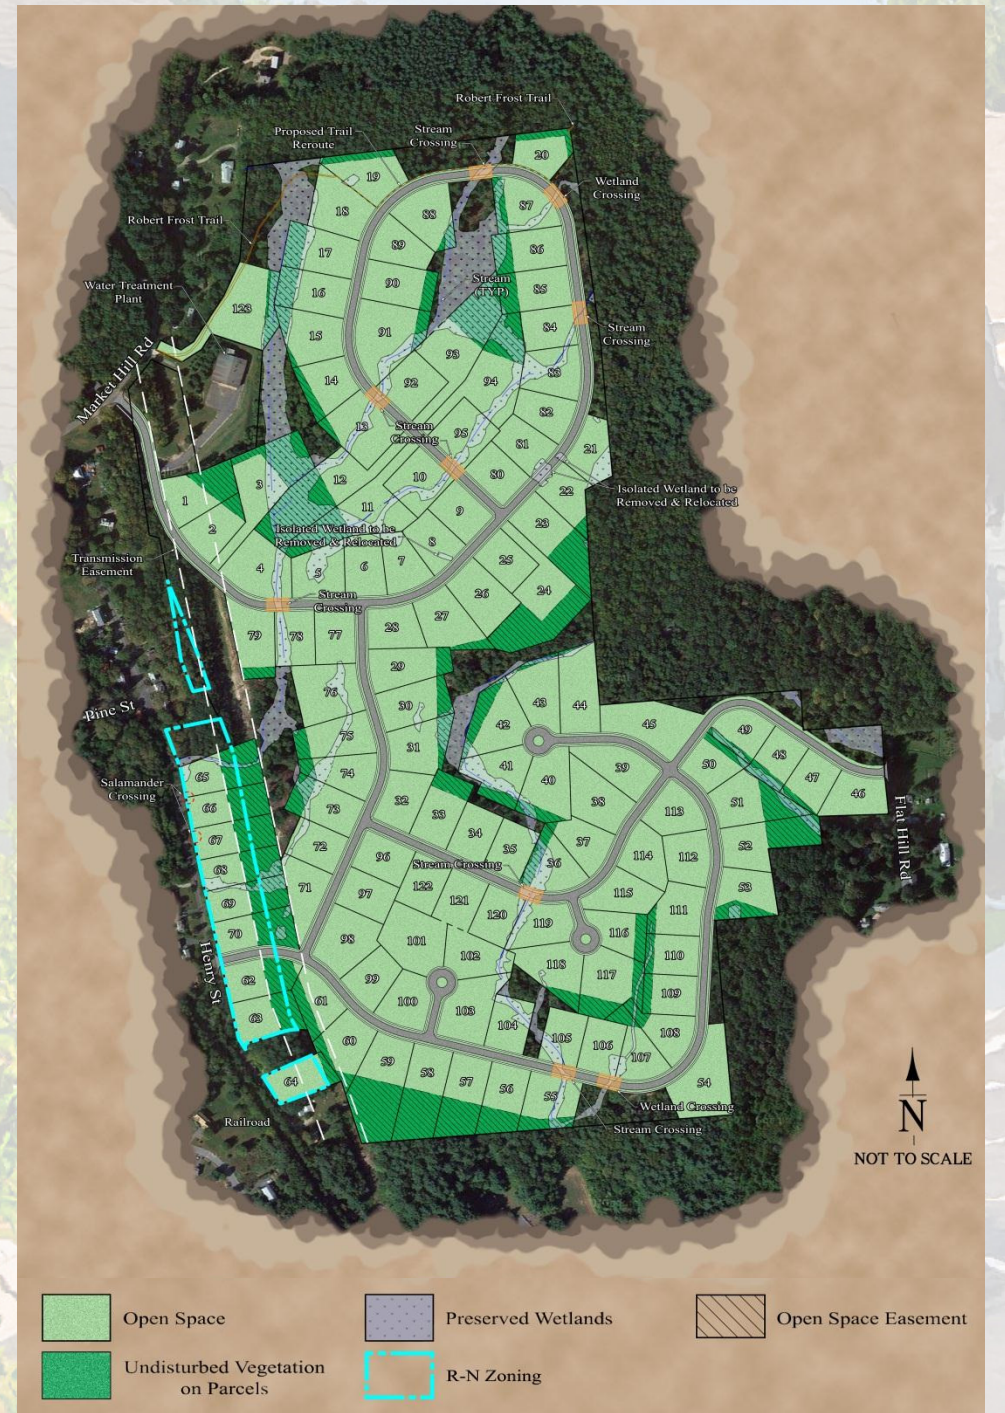 Robert Frost Trail
Proposed Trail
Reroute
Stream
Crossing
20
19
Wetland
Crossing
87
18
88
Robert Frost Trail
17
89
86
Water Treatment
Plant
16
90
Stream
(TYP)
85
123
15
91
84
Stream
Crossing
Market Hill Rd
93
14
92
94
83
82
13
Stream
Crossing
95
81
21
3
12
10
80
22
Isolated Wetland to be
Removed & Relocated
1
2
11
9
23
Isolated Wetland to be
Removed & Relocated
8
Transmission
Easement
4
5
6
7
25
24
Stream
Crossing
26
79
78
77
28
27
29
76
30
43
44
42
45
Pine St
75
31
49
41
39
50
48
Salamander
Crossing
65
74
40
47
46
66
73
32
33
38
51
113
Flat Hill Rd
67
72
34
35
37
52
68
96
Stream Crossing
36
114
112
69
71
97
122
121
115
53
70
120
119
111
98
101
116
Henry St
102
118
117
110
62
99
61
100
109
63
103
104
60
105
106
108
107
59
58
57
56
55
54
64
Wetland Crossing
Railroad
Stream Crossing
N
NOT TO SCALE
Open Space
Preserved Wetlands
Open Space Easement
Undisturbed Vegetation
on Parcels
R-N Zoning